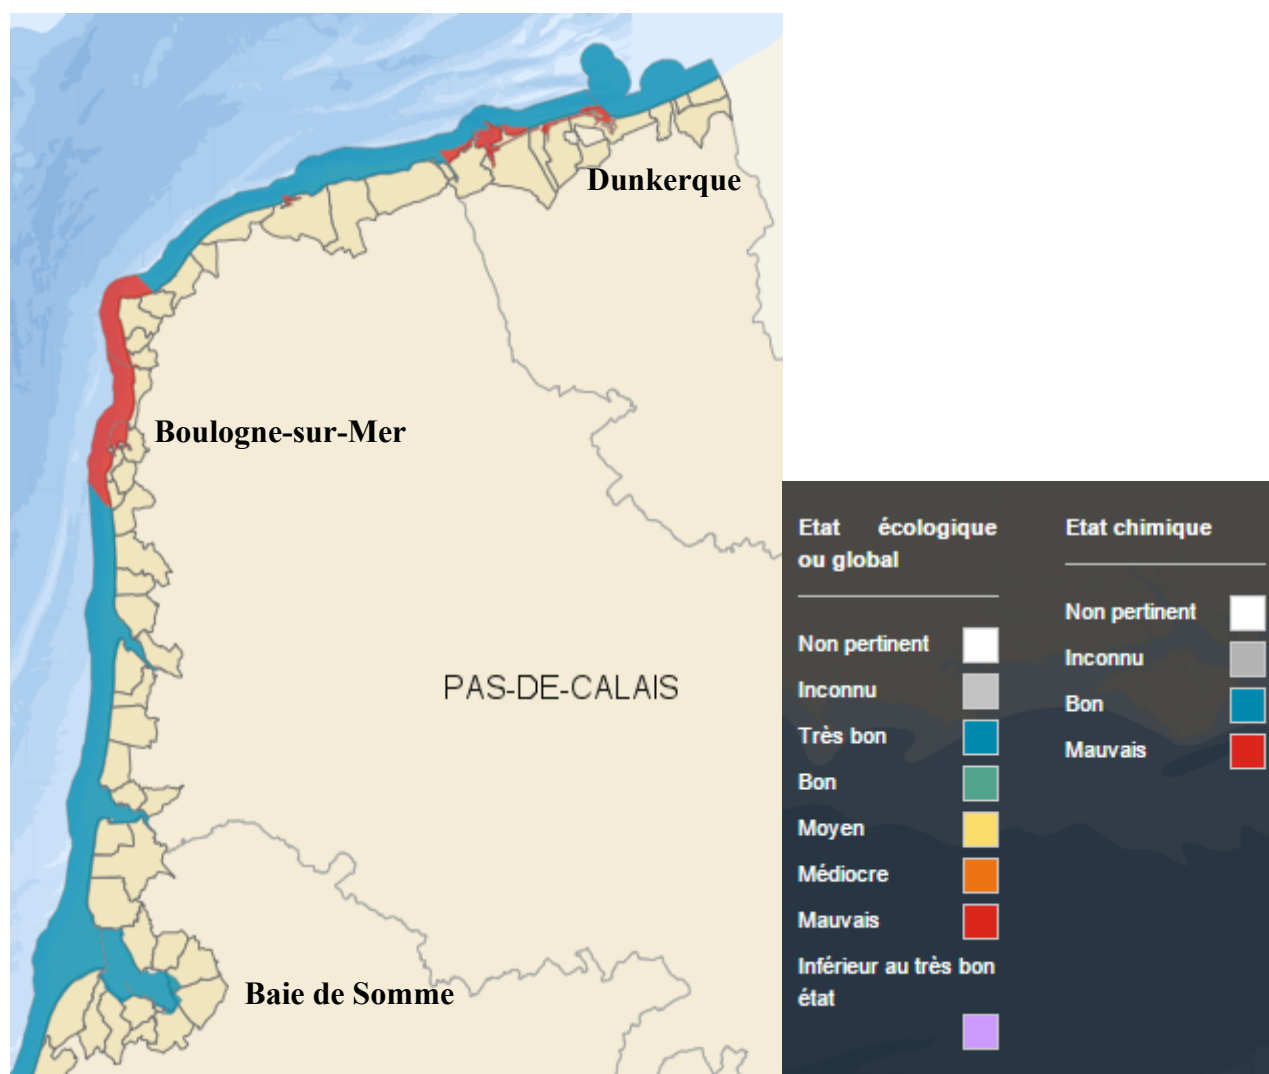 Dunkerque
Boulogne-sur-Mer
PAS-DE-CALAIS
Baie de Somme
Etat écologique
ou global
Non pertinent
Inconnu
Très bon
Bon
Moyen
Médiocre
Mauvais
Inférieur au très bon
état
Etat chimique
Non pertinent
Inconnu
Bon
Mauvais